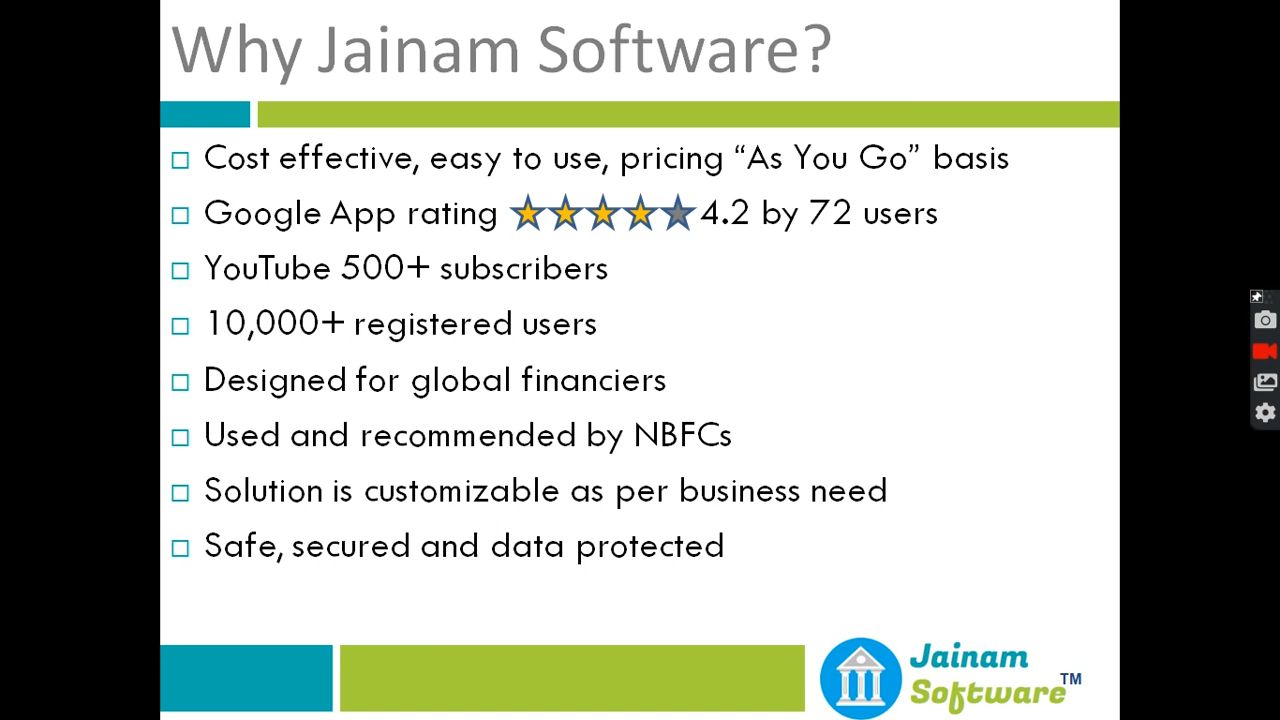 Why Jainam Software?
Cost effective, easy to use, pricing “As You Go” basis
Google App rating 4.2 by 72 users
YouTube 500+ subscribers
10,000+ registered users
Designed for global financiers
Used and recommended by NBFCs
Solution is customizable as per business need
Safe, secured and data protected
Jainam
Software™